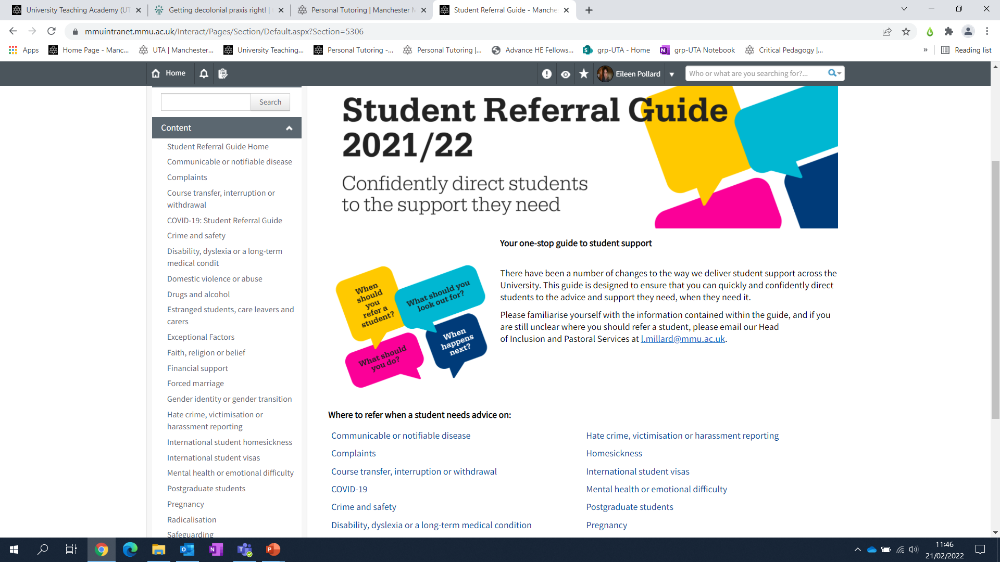 University Teaching Academy (UT
Getting decolonial praxis right! |
Personal Tutoring | Manchester M
Student Referral Guide - Manche
mmuintranet.mmu.ac.uk/Interact/Pages/Section/Default.aspx?Section=5306
Apps
Home Page - Manc...
UTA | Manchester...
University Teaching...
Personal Tutoring -...
Personal Tutoring |...
Advance HE Fellows...
grp-UTA - Home
grp-UTA Notebook
Critical Pedagogy |...
»
Reading list
Home
Eileen Pollard
Who or what are you searching for?...
Search
Content
Student Referral Guide Home
Communicable or notifiable disease
Complaints
Course transfer, interruption or
withdrawal
COVID-19: Student Referral Guide
Crime and safety
Disability, dyslexia or a long-term
medical condit
Domestic violence or abuse
Drugs and alcohol
Estranged students, care leavers and
carers
Exceptional Factors
Faith, religion or belief
Financial support
Forced marriage
Gender identity or gender transition
Hate crime, victimisation or
harassment reporting
International student homesickness
International student visas
Mental health or emotional difficulty
Postgraduate students
Pregnancy
Radicalisation
Safeguarding
Student Referral Guide
2021/22
Confidently direct students
to the support they need
When
should
you
refer a
student?
What should you
look out for?
What should
you do?
When
happens
next?
Your one-stop guide to student support
There have been a number of changes to the way we deliver student support across the
University. This guide is designed to ensure that you can quickly and confidently direct
students to the advice and support they need, when they need it.
Please familiarise yourself with the information contained within the guide, and if you
are still unclear where you should refer a student, please email our Head
of Inclusion and Pastoral Services at l.millard@mmu.ac.uk.
Where to refer when a student needs advice on:
Communicable or notifiable disease
Complaints
Course transfer, interruption or withdrawal
COVID-19
Crime and safety
Disability, dyslexia or a long-term medical condition
Hate crime, victimisation or harassment reporting
Homesickness
International student visas
Mental health or emotional difficulty
Postgraduate students
Pregnancy
11:46
21/02/2022